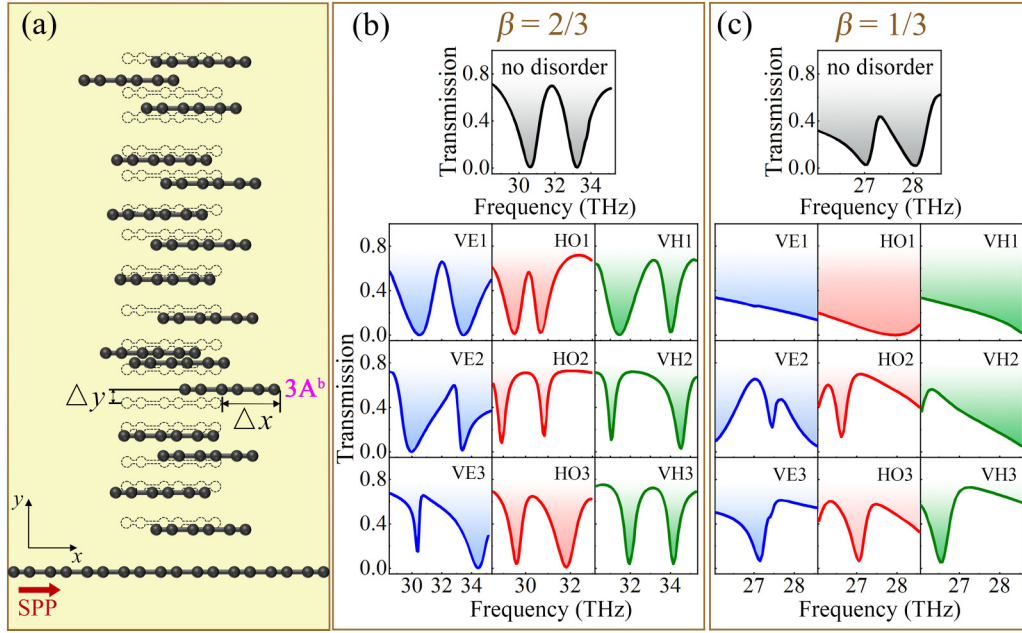 (a)
3Aᵇ
△y
△x
y
x
SPP
(b)
β = 2/3
Transmission
0.8
0.4
0.0
no disorder
30 32 34
Frequency (THz)
Transmission
0.8
0.4
0.0
VE1
HO1
VH1
0.8
0.4
0.0
VE2
HO2
VH2
0.8
0.4
0.0
VE3
HO3
VH3
30 32 34
30 32
32 34
Frequency (THz)
(c)
β = 1/3
Transmission
0.8
0.4
0.0
no disorder
27 28
Frequency (THz)
VE1
HO1
VH1
VE2
HO2
VH2
VE3
HO3
VH3
27 28
27 28
27 28
Frequency (THz)